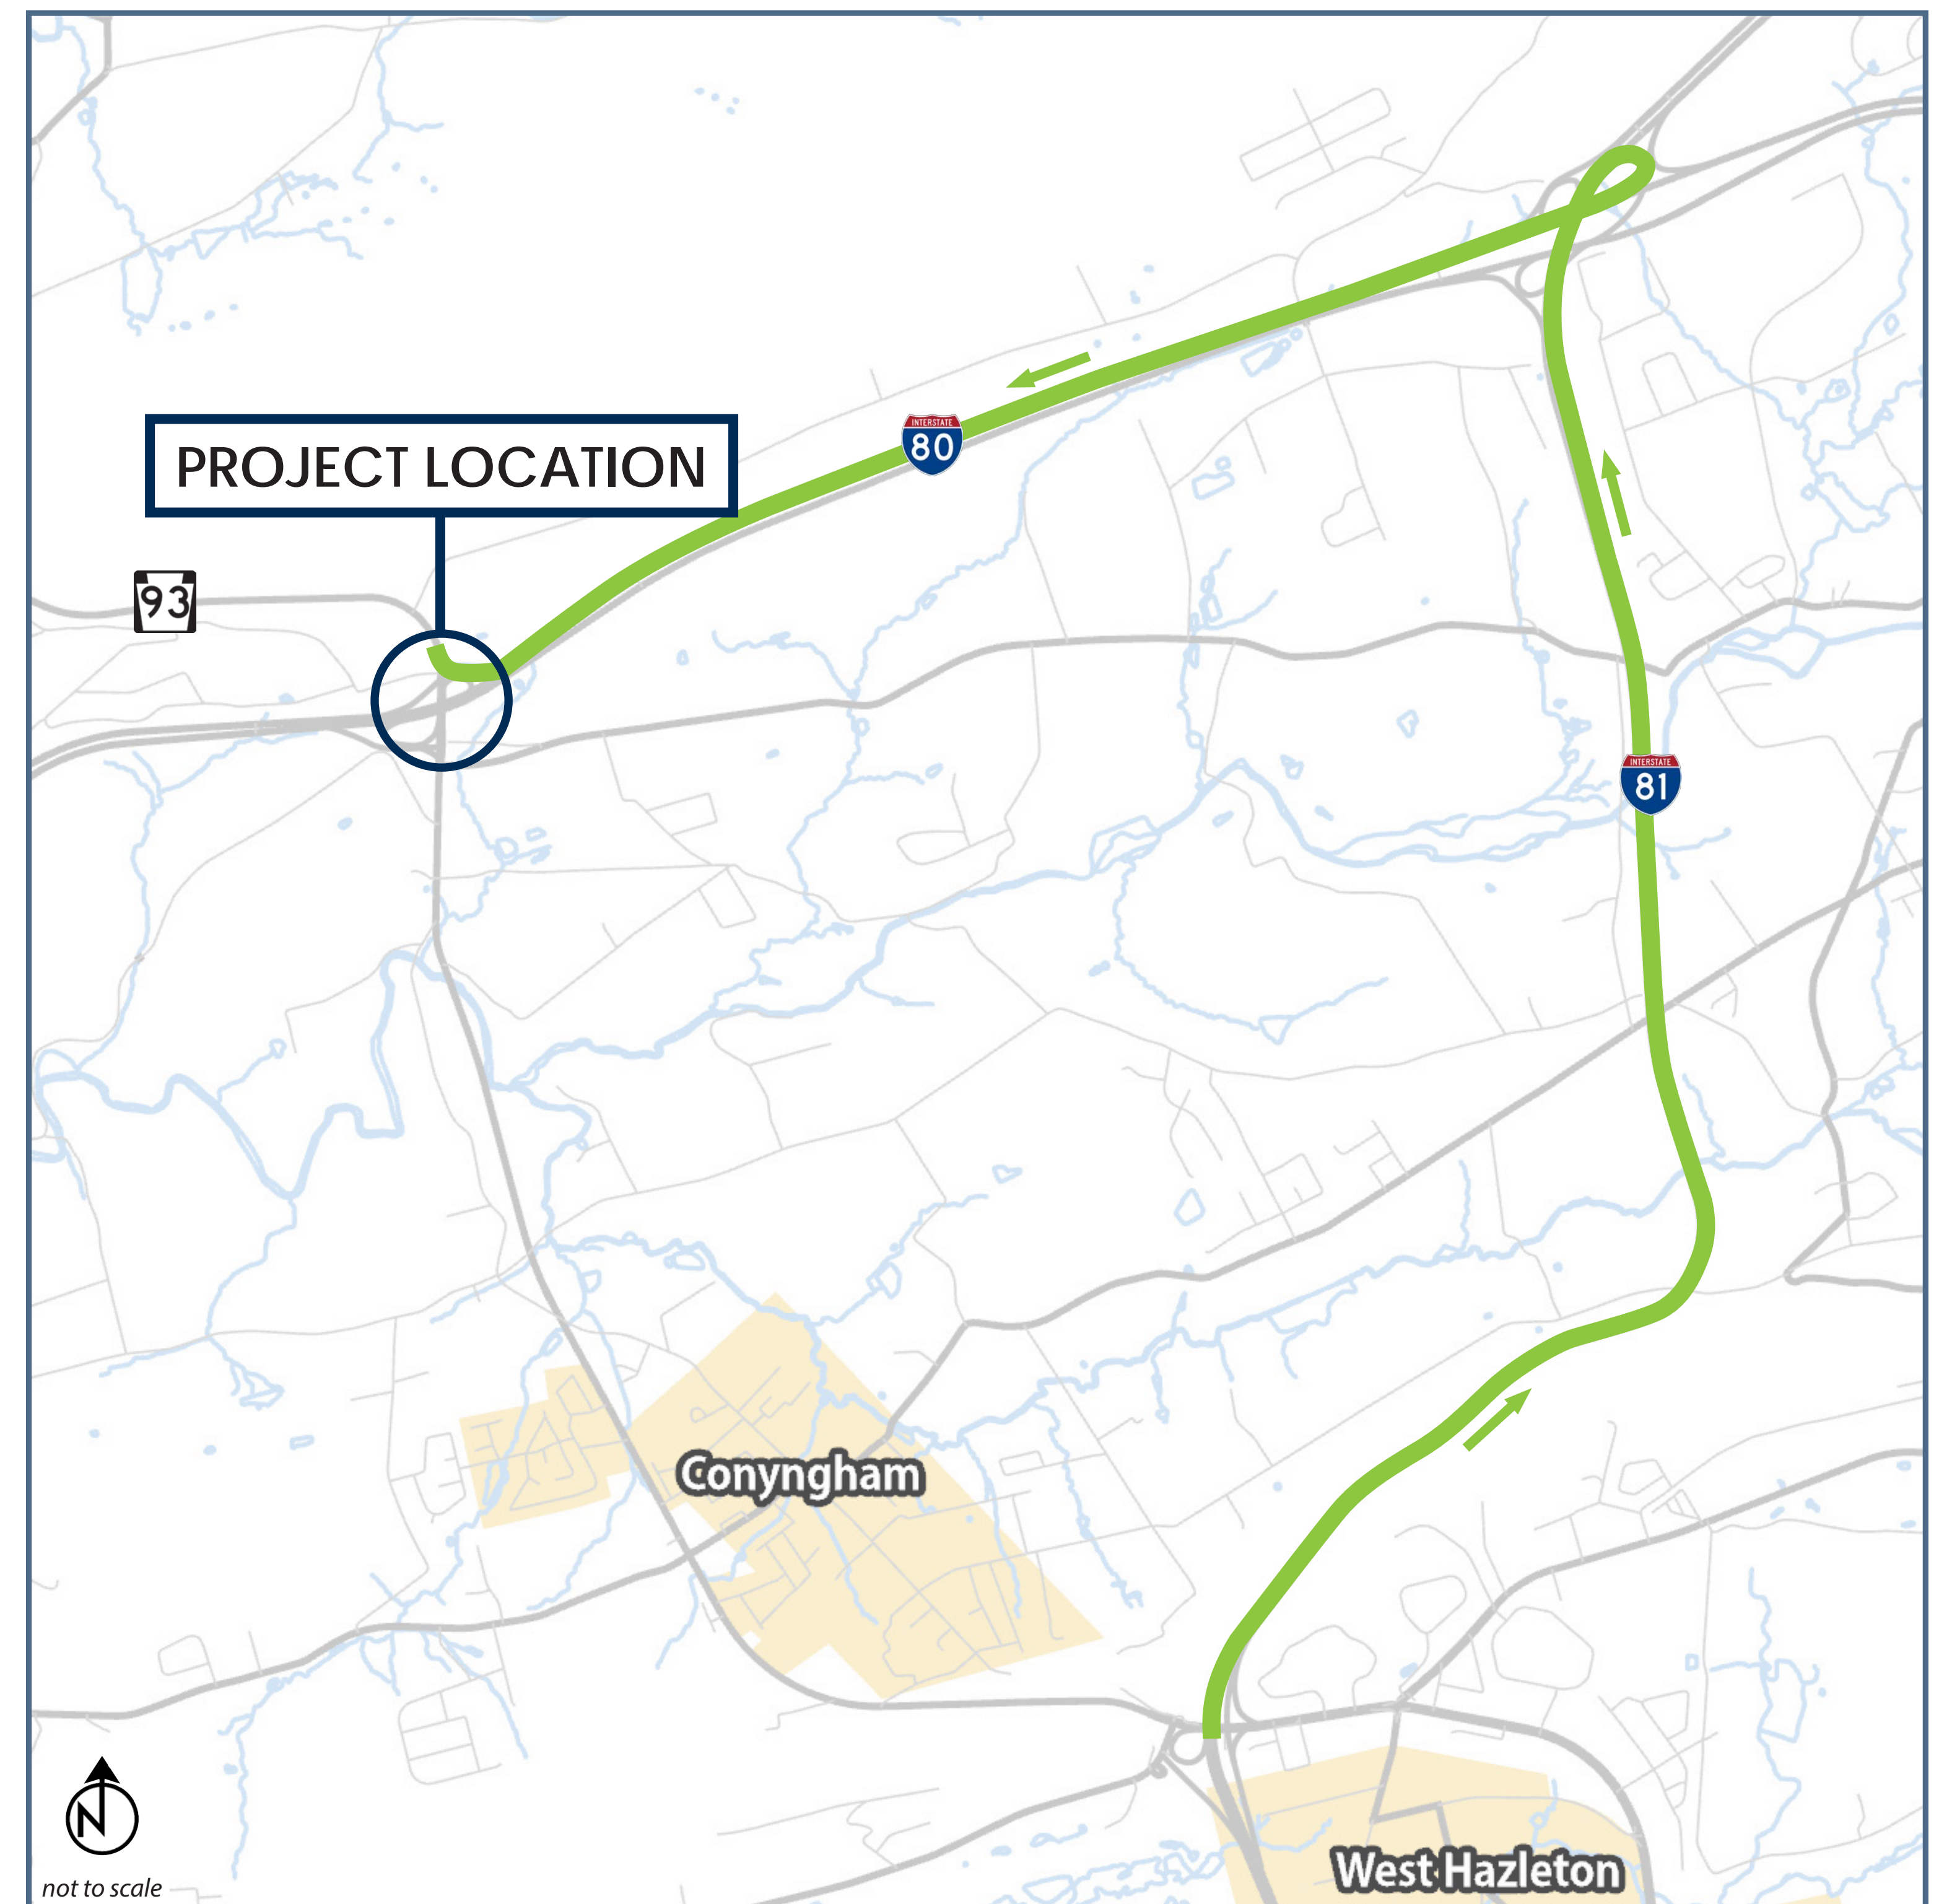 INTERSTATE
80
PROJECT LOCATION
93
INTERSTATE
81
Conyngham
West Hazleton
N
not to scale